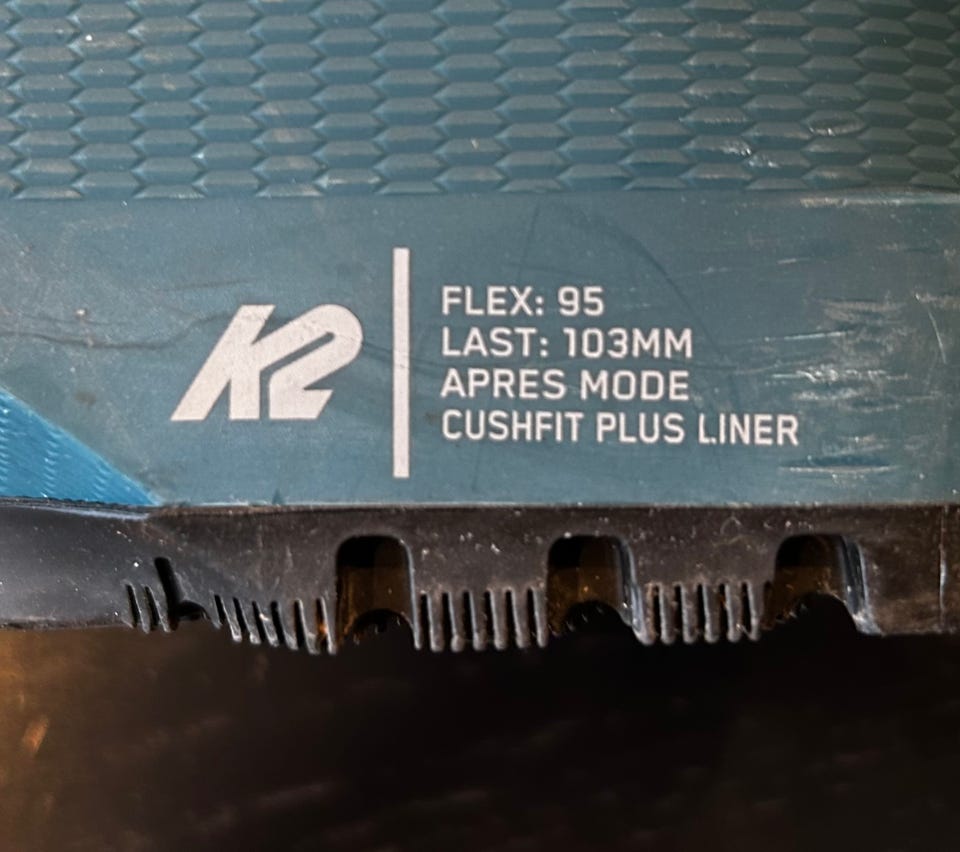 K2
FLEX: 95
LAST: 103MM
APRES MODE
CUSHFIT PLUS LINER